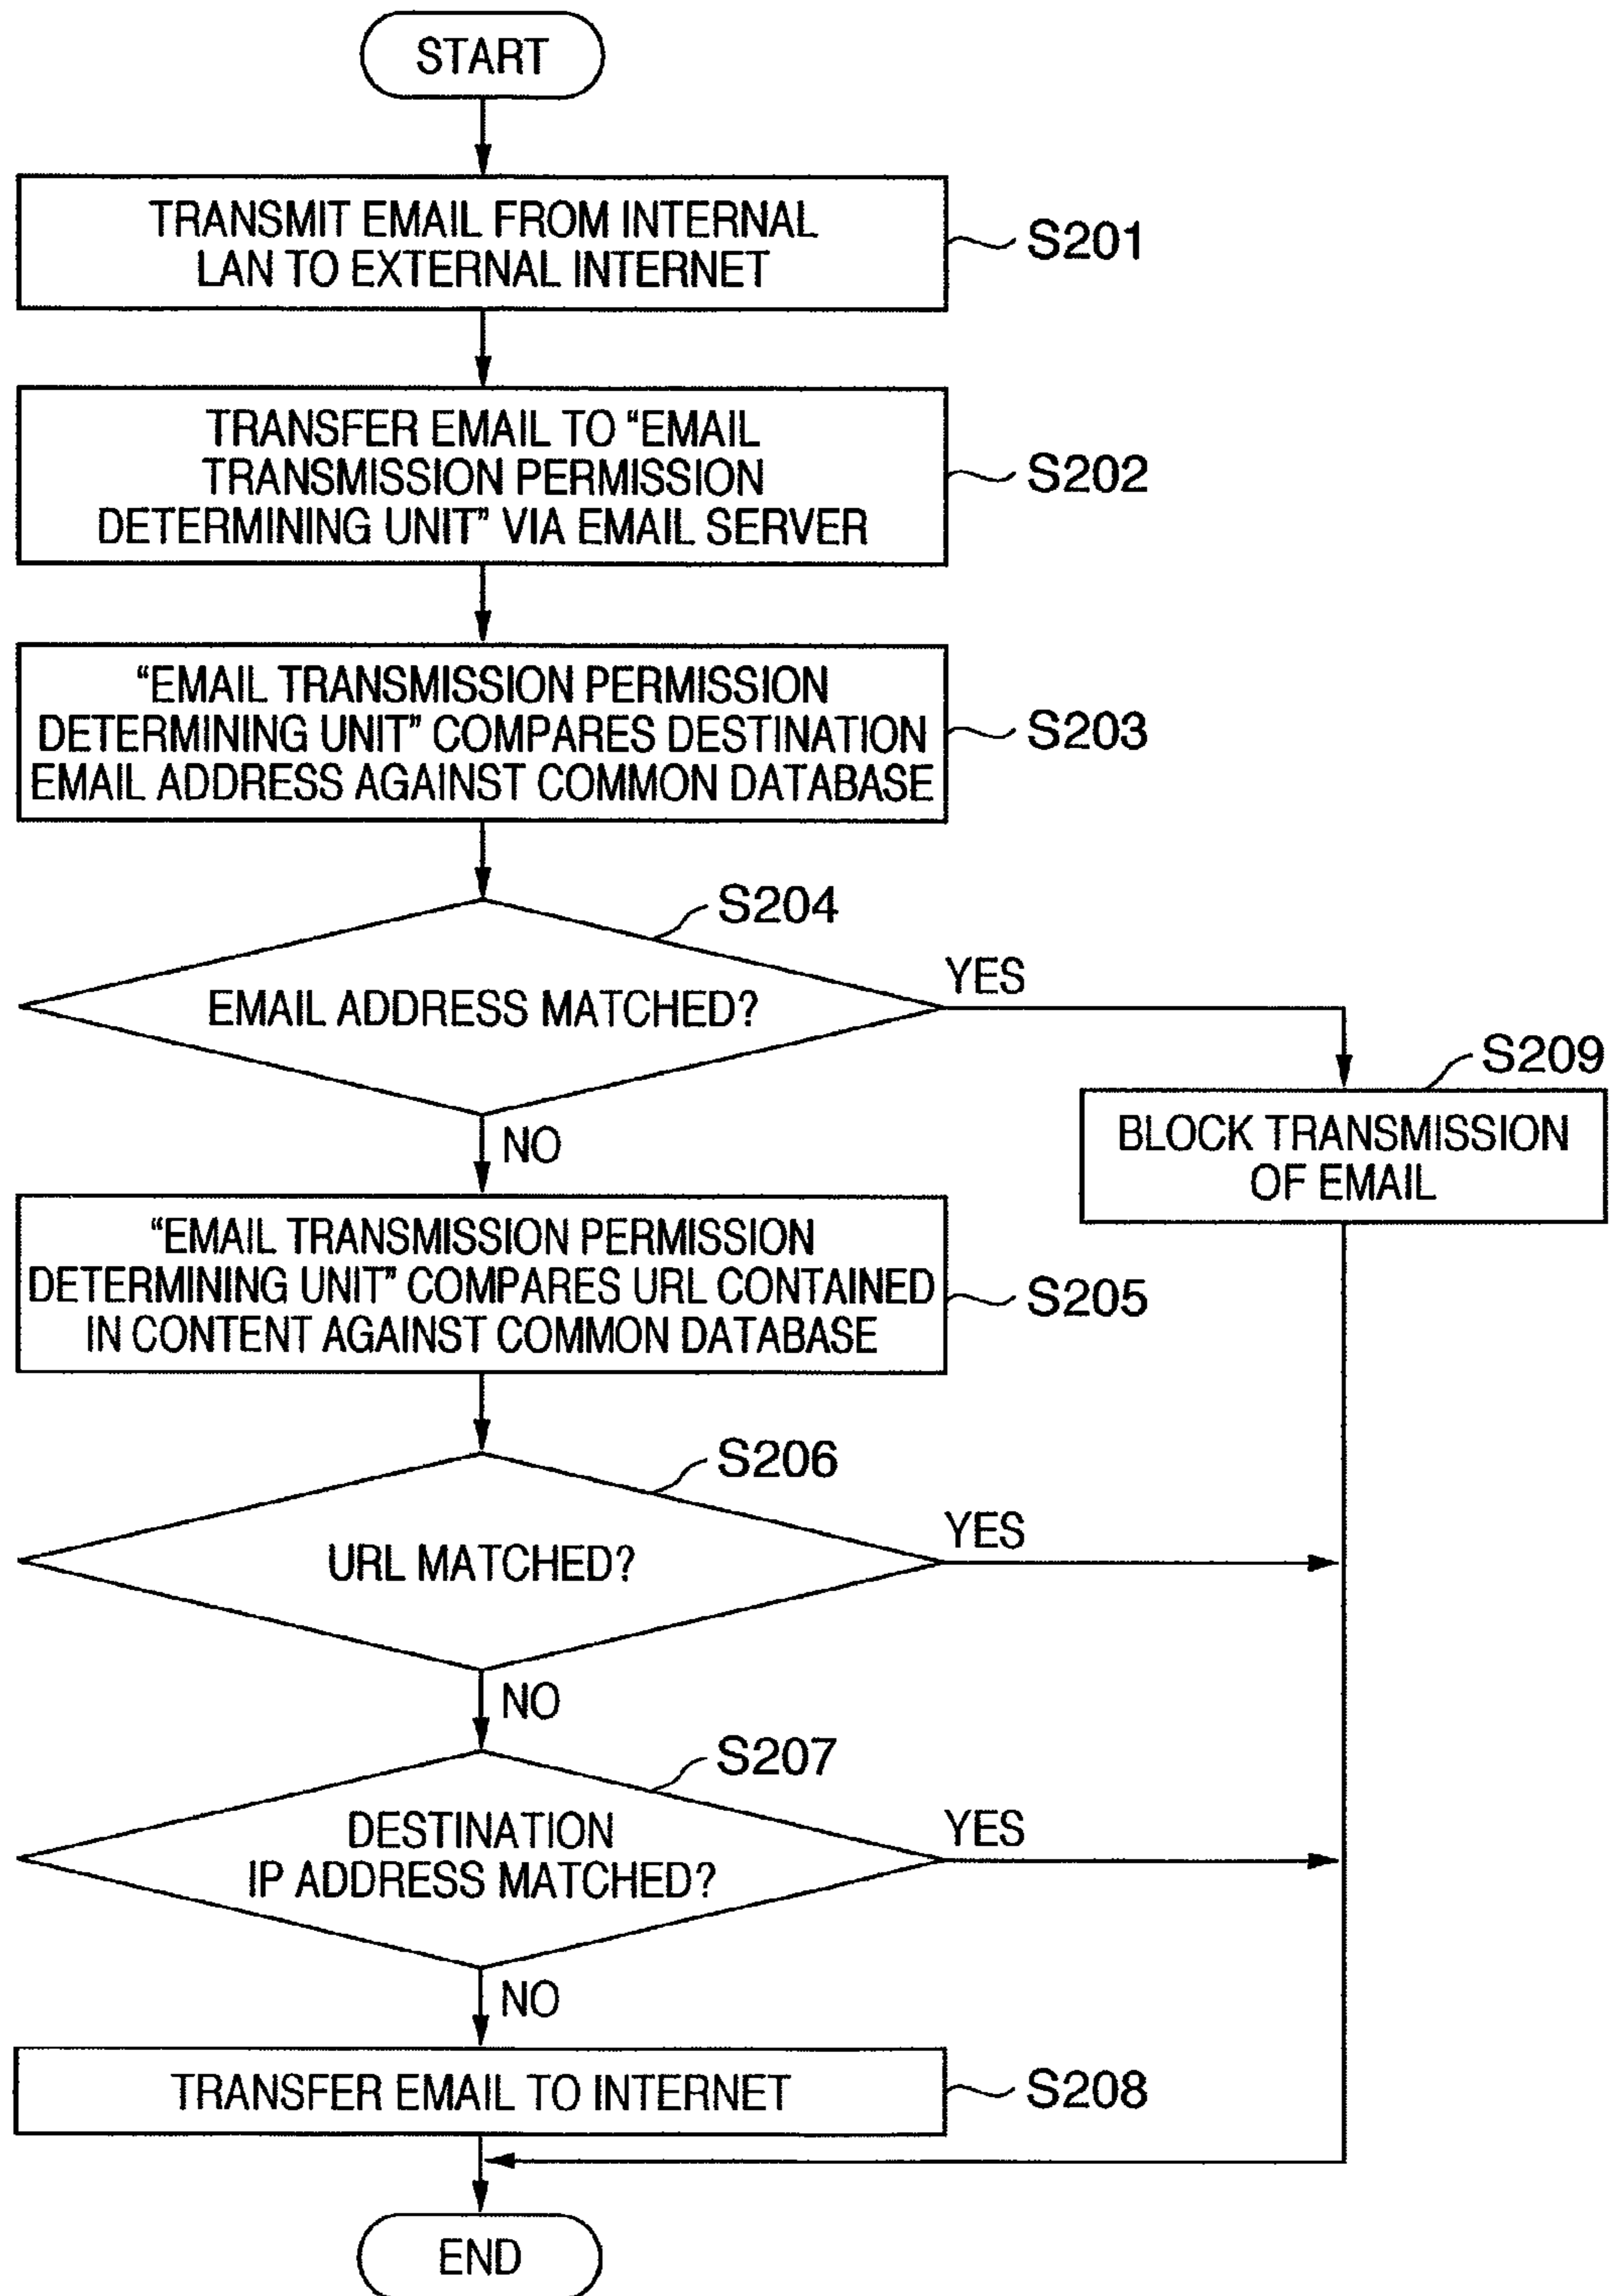 START
TRANSMIT EMAIL FROM INTERNAL
LAN TO EXTERNAL INTERNET
S201
TRANSFER EMAIL TO “EMAIL
TRANSMISSION PERMISSION
DETERMINING UNIT” VIA EMAIL SERVER
S202
“EMAIL TRANSMISSION PERMISSION
DETERMINING UNIT” COMPARES DESTINATION
EMAIL ADDRESS AGAINST COMMON DATABASE
S203
S204
EMAIL ADDRESS MATCHED?
YES
NO
S209
BLOCK TRANSMISSION
OF EMAIL
“EMAIL TRANSMISSION PERMISSION
DETERMINING UNIT” COMPARES URL CONTAINED
IN CONTENT AGAINST COMMON DATABASE
S205
S206
URL MATCHED?
YES
NO
S207
DESTINATION
IP ADDRESS MATCHED?
YES
NO
TRANSFER EMAIL TO INTERNET
S208
END